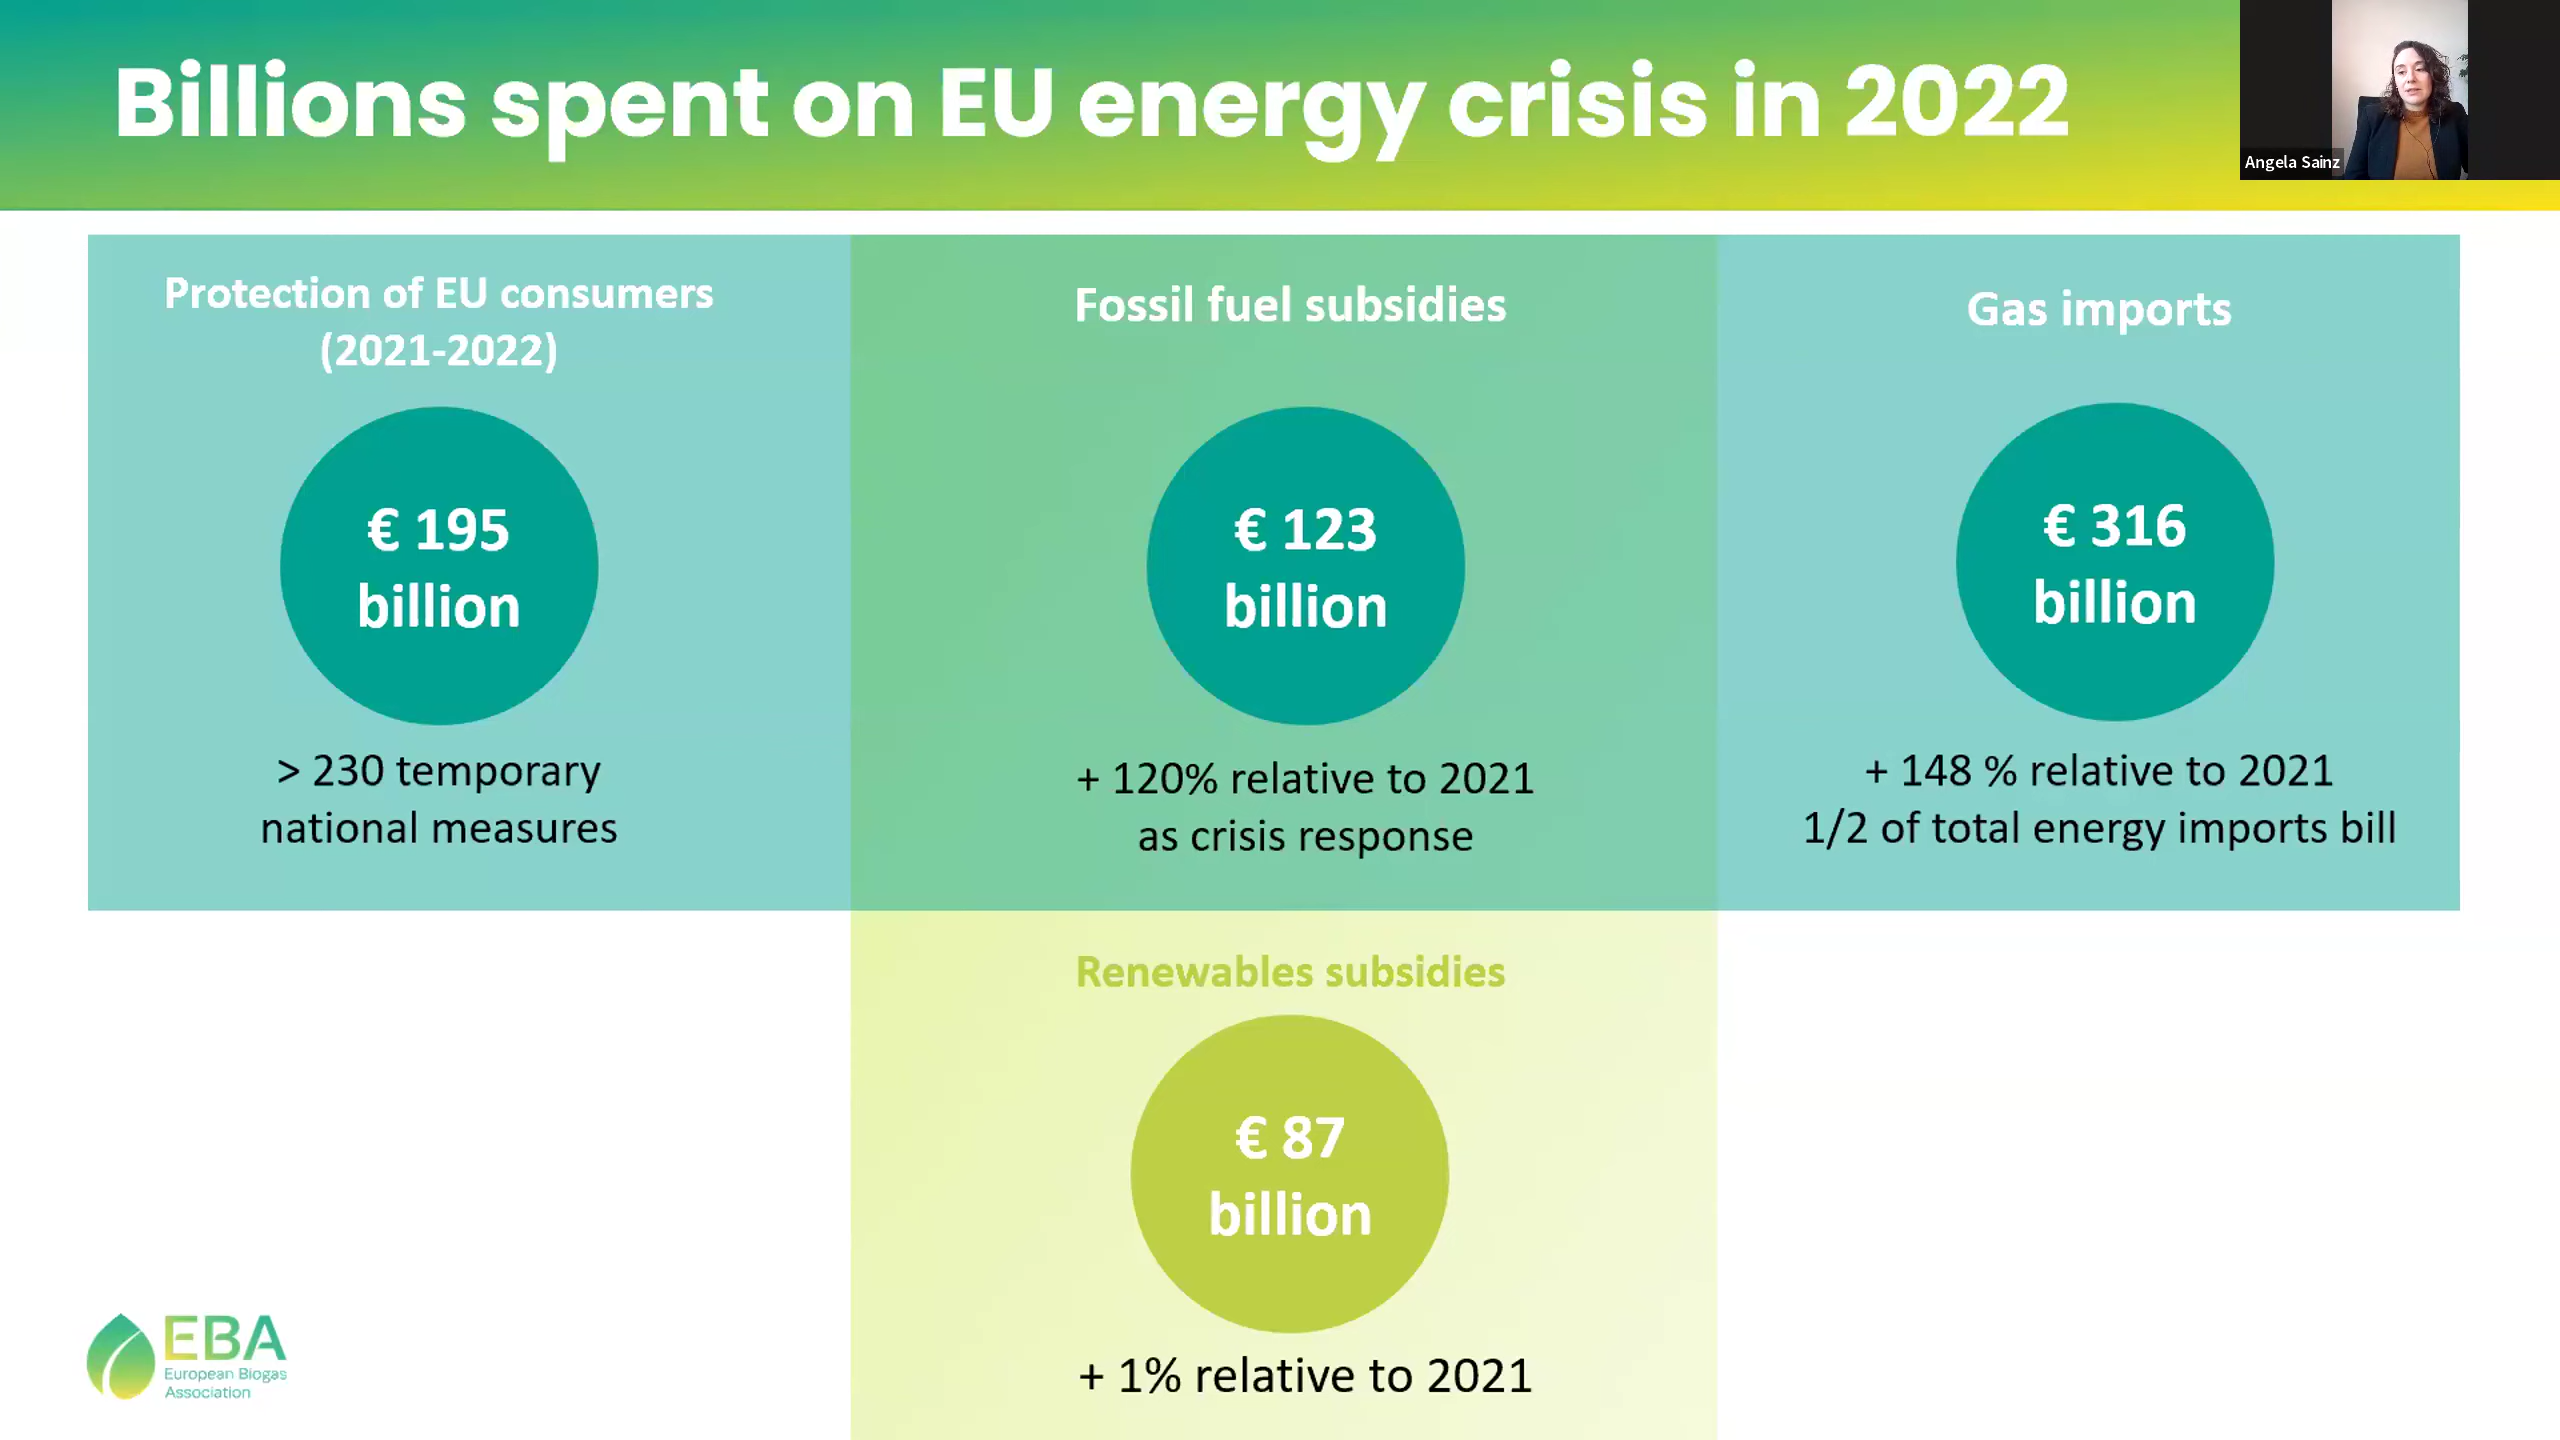 Billions spent on EU energy crisis in 2022
Angela Sainz
Protection of EU consumers
(2021-2022)
€ 195
billion
> 230 temporary
national measures
Fossil fuel subsidies
€ 123
billion
+ 120% relative to 2021
as crisis response
Gas imports
€ 316
billion
+ 148 % relative to 2021
1/2 of total energy imports bill
Renewables subsidies
€ 87
billion
+ 1% relative to 2021
EBA
European Biogas
Association